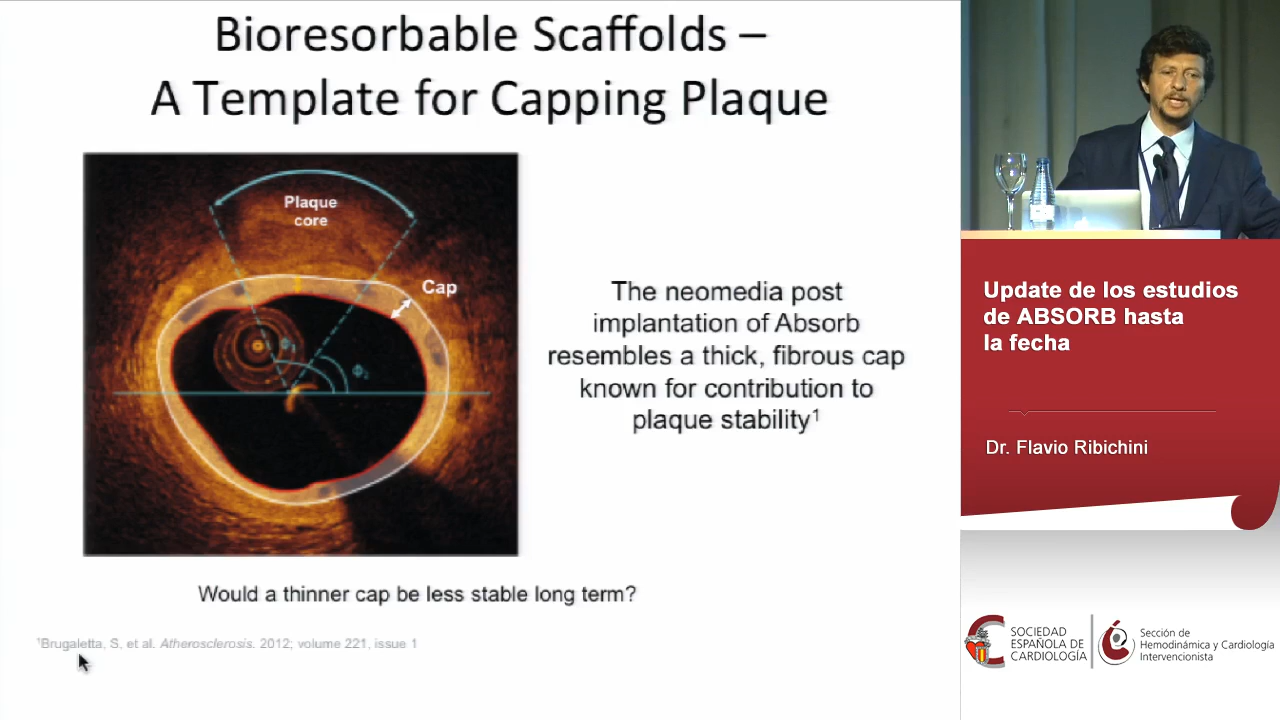 Bioresorbable Scaffolds –
A Template for Capping Plaque
Plaque
core
Cap
Φ₂
The neomedia post
implantation of Absorb
resembles a thick, fibrous cap
known for contribution to
plaque stability¹
Would a thinner cap be less stable long term?
¹Brugaletta, S, et al. Atherosclerosis. 2012; volume 221, issue 1
Update de los estudios
de ABSORB hasta
la fecha
Dr. Flavio Ribichini
SOCIEDAD
ESPAÑOLA DE
CARDIOLOGÍA
Sección de
Hemodinámica y Cardiología
Intervencionista